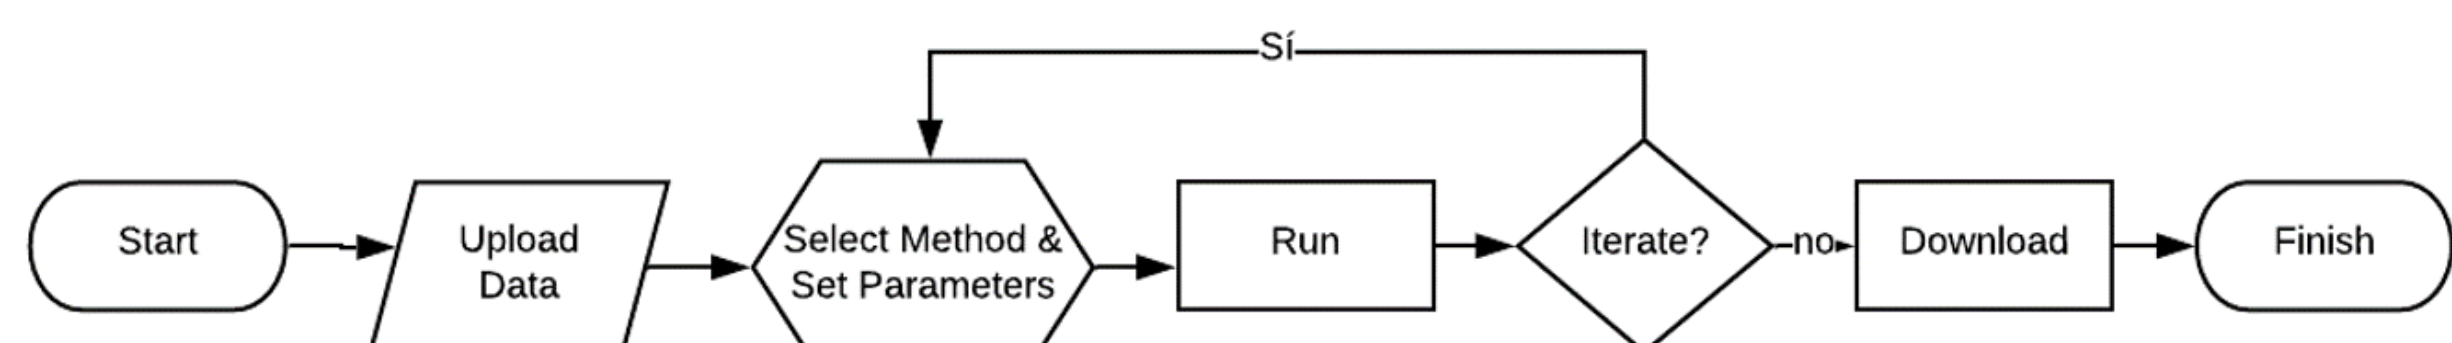 Sí
Start
Upload
Data
Select Method &
Set Parameters
Run
Iterate?
no
Download
Finish